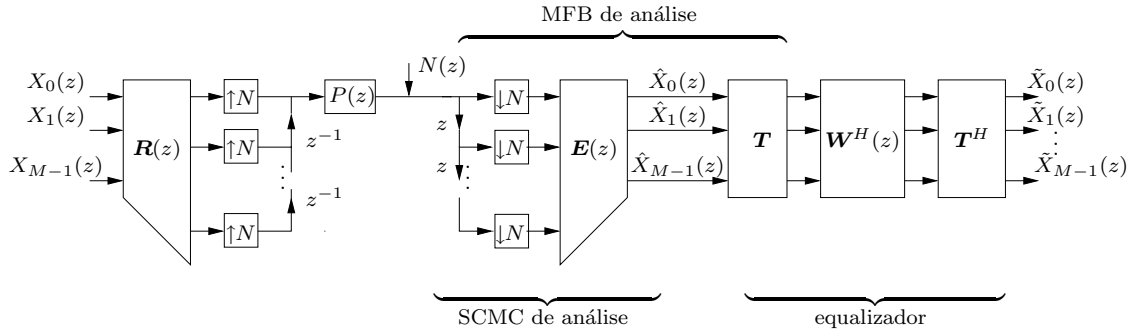 MFB de análise
N(z)
X_0(z)
X_1(z)
X_{M−1}(z)
R(z)
↑N
↑N
↑N
z^{−1}
⋮
z^{−1}
P(z)
z
z
⋮
↓N
↓N
↓N
E(z)
X̂_0(z)
X̂_1(z)
X̂_{M−1}(z)
T
W^H(z)
T^H
X̃_0(z)
X̃_1(z)
⋮
X̃_{M−1}(z)
SCMC de análise
equalizador